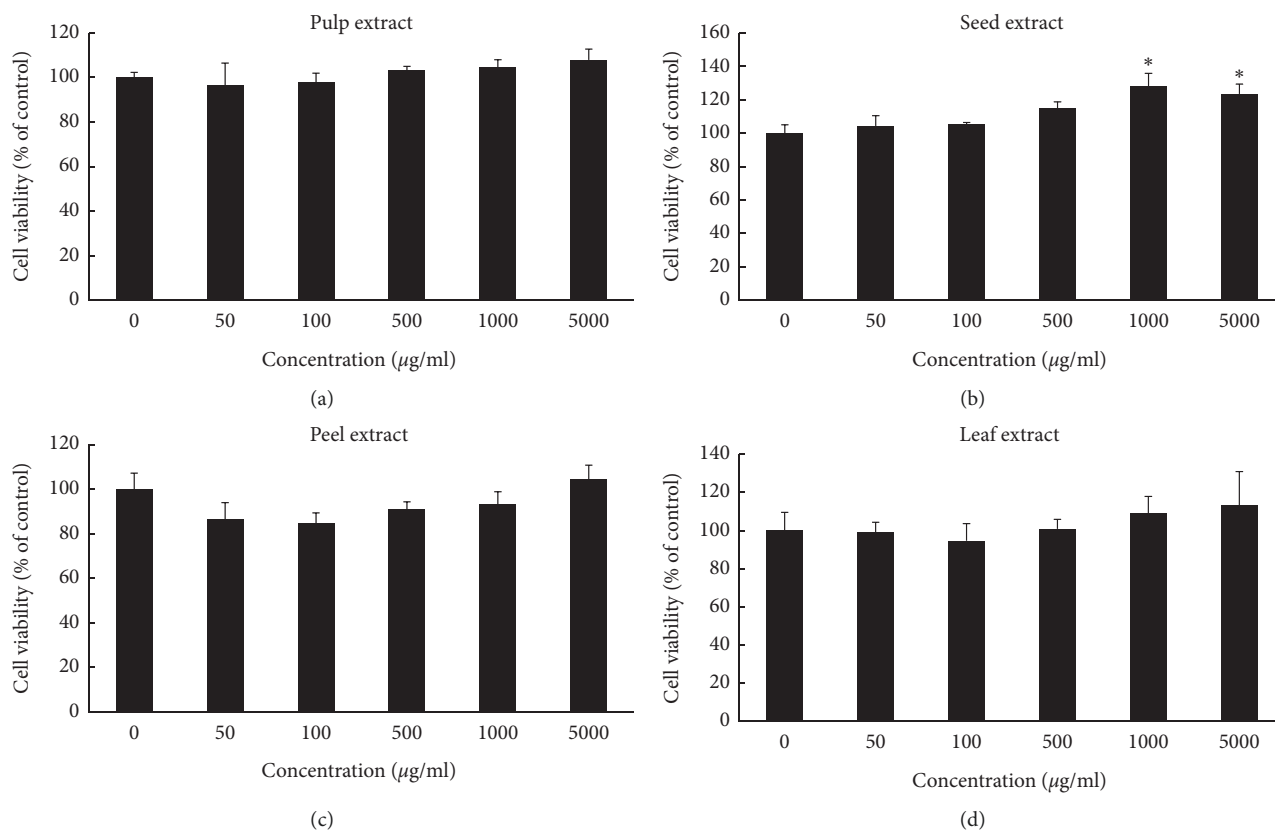 Pulp extract
120
100
80
60
40
20
0
Cell viability (% of control)
0 50 100 500 1000 5000
Concentration (µg/ml)
(a)
Seed extract
160
140
120
100
80
60
40
20
0
Cell viability (% of control)
* *
0 50 100 500 1000 5000
Concentration (µg/ml)
(b)
Peel extract
120
100
80
60
40
20
0
Cell viability (% of control)
0 50 100 500 1000 5000
Concentration (µg/ml)
(c)
Leaf extract
140
120
100
80
60
40
20
0
Cell viability (% of control)
0 50 100 500 1000 5000
Concentration (µg/ml)
(d)